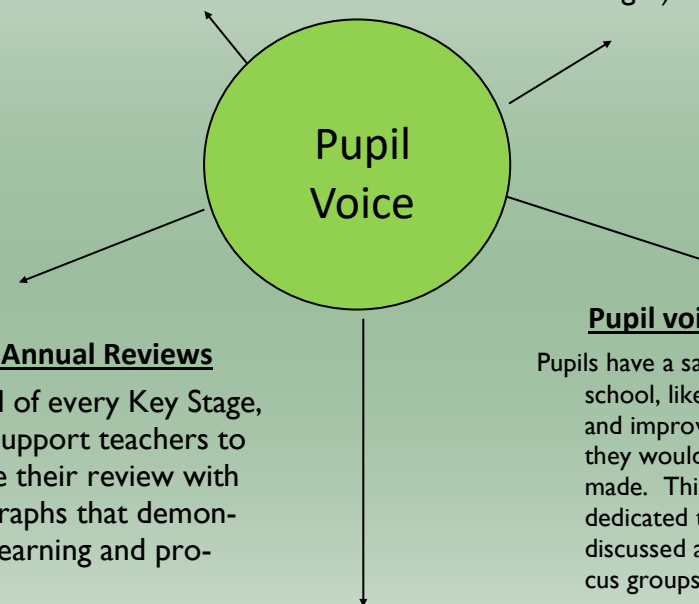 Pupil
Voice
Annual Reviews
of every Key Stage,
upport teachers to
their review with
raphs that demon-
earning and pro-
Pupil voi
Pupils have a sa
school, like
and improv
they would
made. Thi
dedicated t
discussed a
cus groups